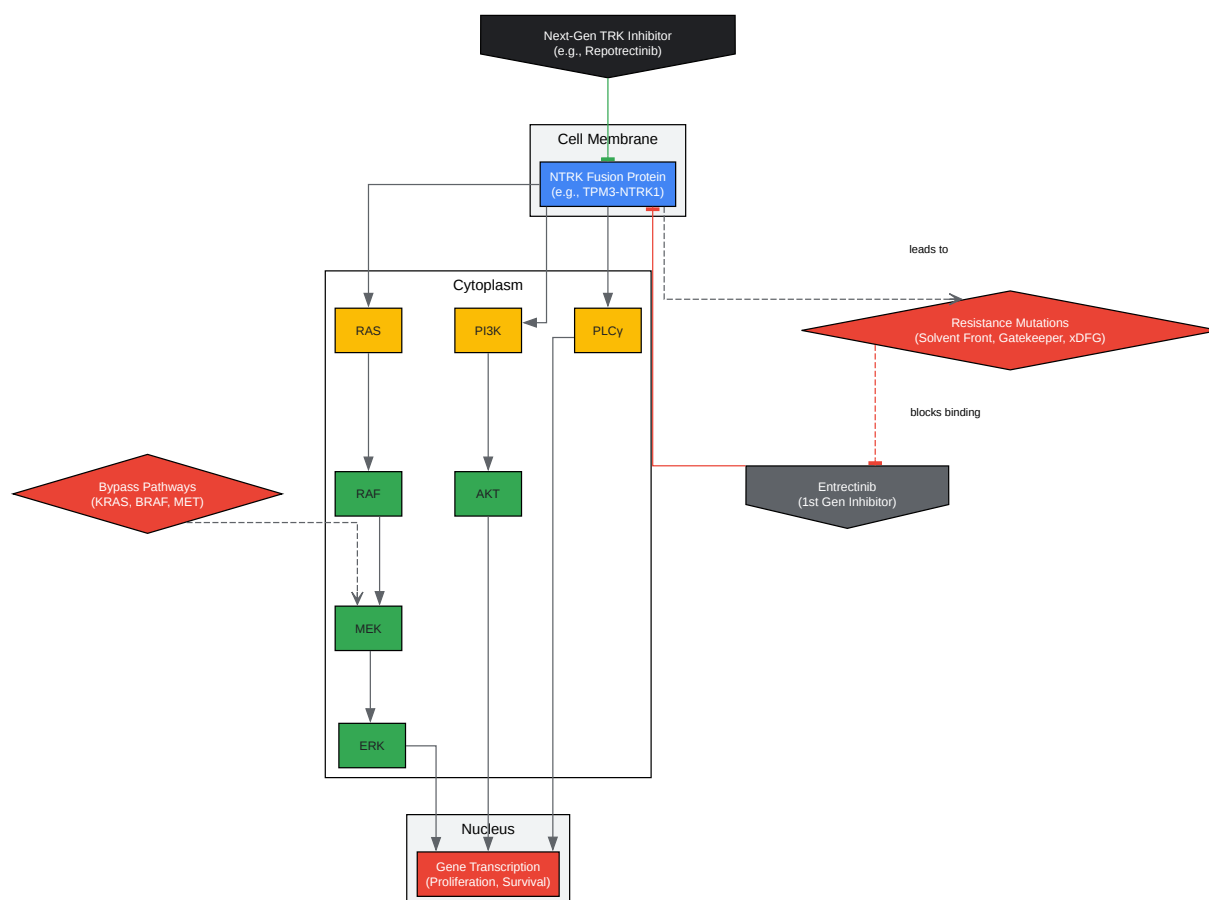 Next-Gen TRK Inhibitor
(e.g., Repotrectinib)
Cell Membrane
NTRK Fusion Protein
(e.g., TPM3-NTRK1)
leads to
Cytoplasm
RAS
PI3K
PLCγ
Resistance Mutations
(Solvent Front, Gatekeeper, xDFG)
blocks binding
Bypass Pathways
(KRAS, BRAF, MET)
RAF
AKT
Entrectinib
(1st Gen Inhibitor)
MEK
ERK
Nucleus
Gene Transcription
(Proliferation, Survival)